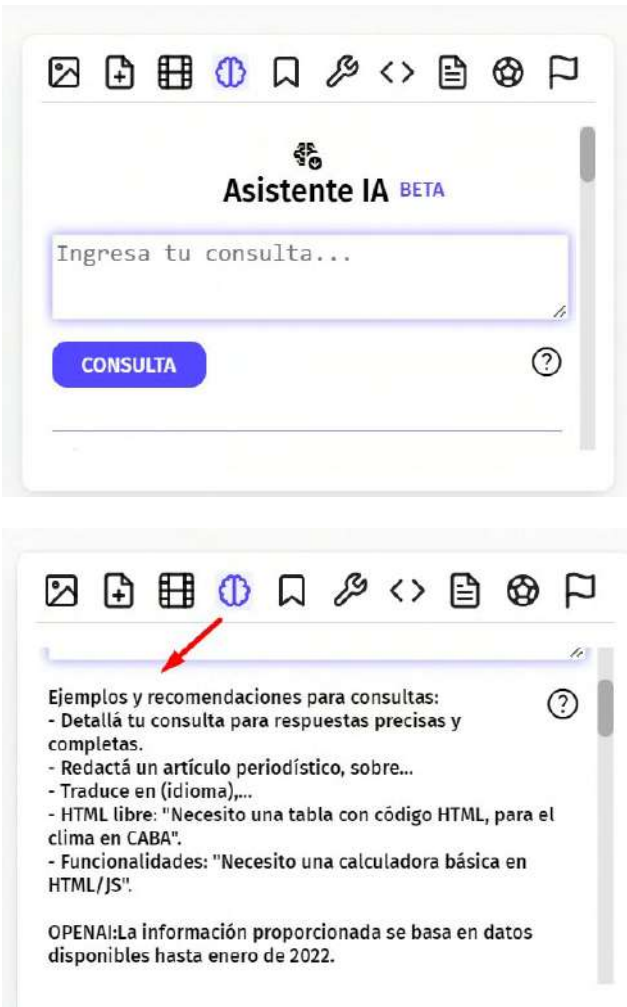 Asistente IA BETA
Ingresa tu consulta...
CONSULTA
Ejemplos y recomendaciones para consultas:
- Detallá tu consulta para respuestas precisas y
completas.
- Redactá un artículo periodístico, sobre...
- Traduce en (idioma),...
- HTML libre: "Necesito una tabla con código HTML, para el
clima en CABA".
- Funcionalidades: "Necesito una calculadora básica en
HTML/JS".
OPENAI:La información proporcionada se basa en datos
disponibles hasta enero de 2022.